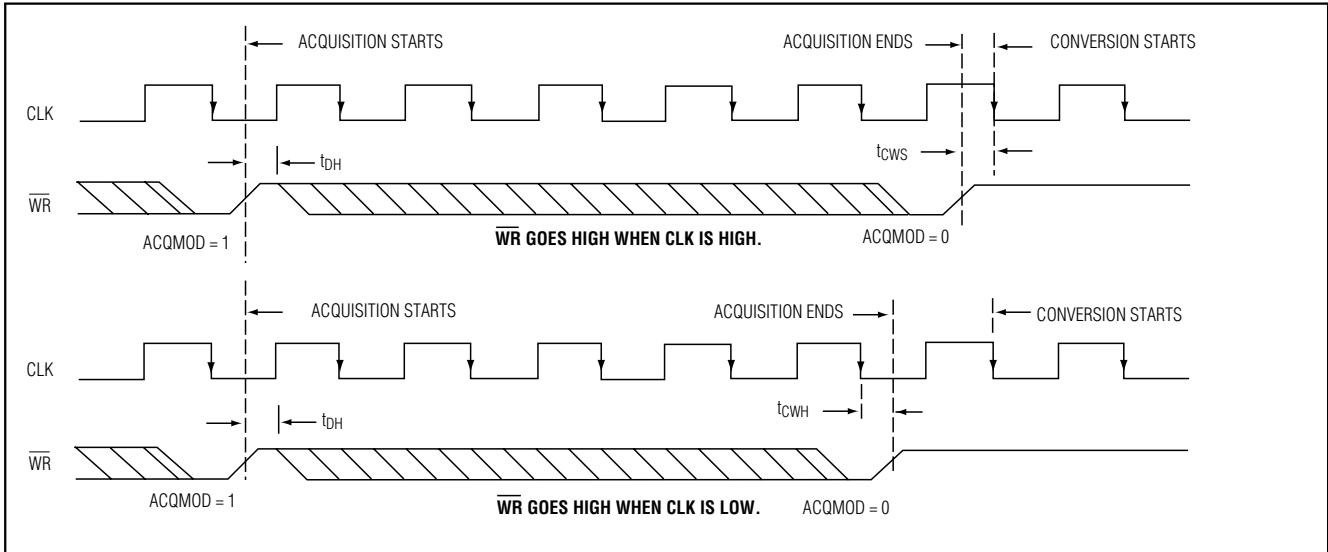 ACQUISITION STARTS
ACQUISITION ENDS
CONVERSION STARTS
CLK
tDH
tCWS
WR
ACQMOD = 1
WR GOES HIGH WHEN CLK IS HIGH.
ACQMOD = 0
ACQUISITION STARTS
ACQUISITION ENDS
CONVERSION STARTS
CLK
tDH
tCWH
WR
ACQMOD = 1
WR GOES HIGH WHEN CLK IS LOW.
ACQMOD = 0